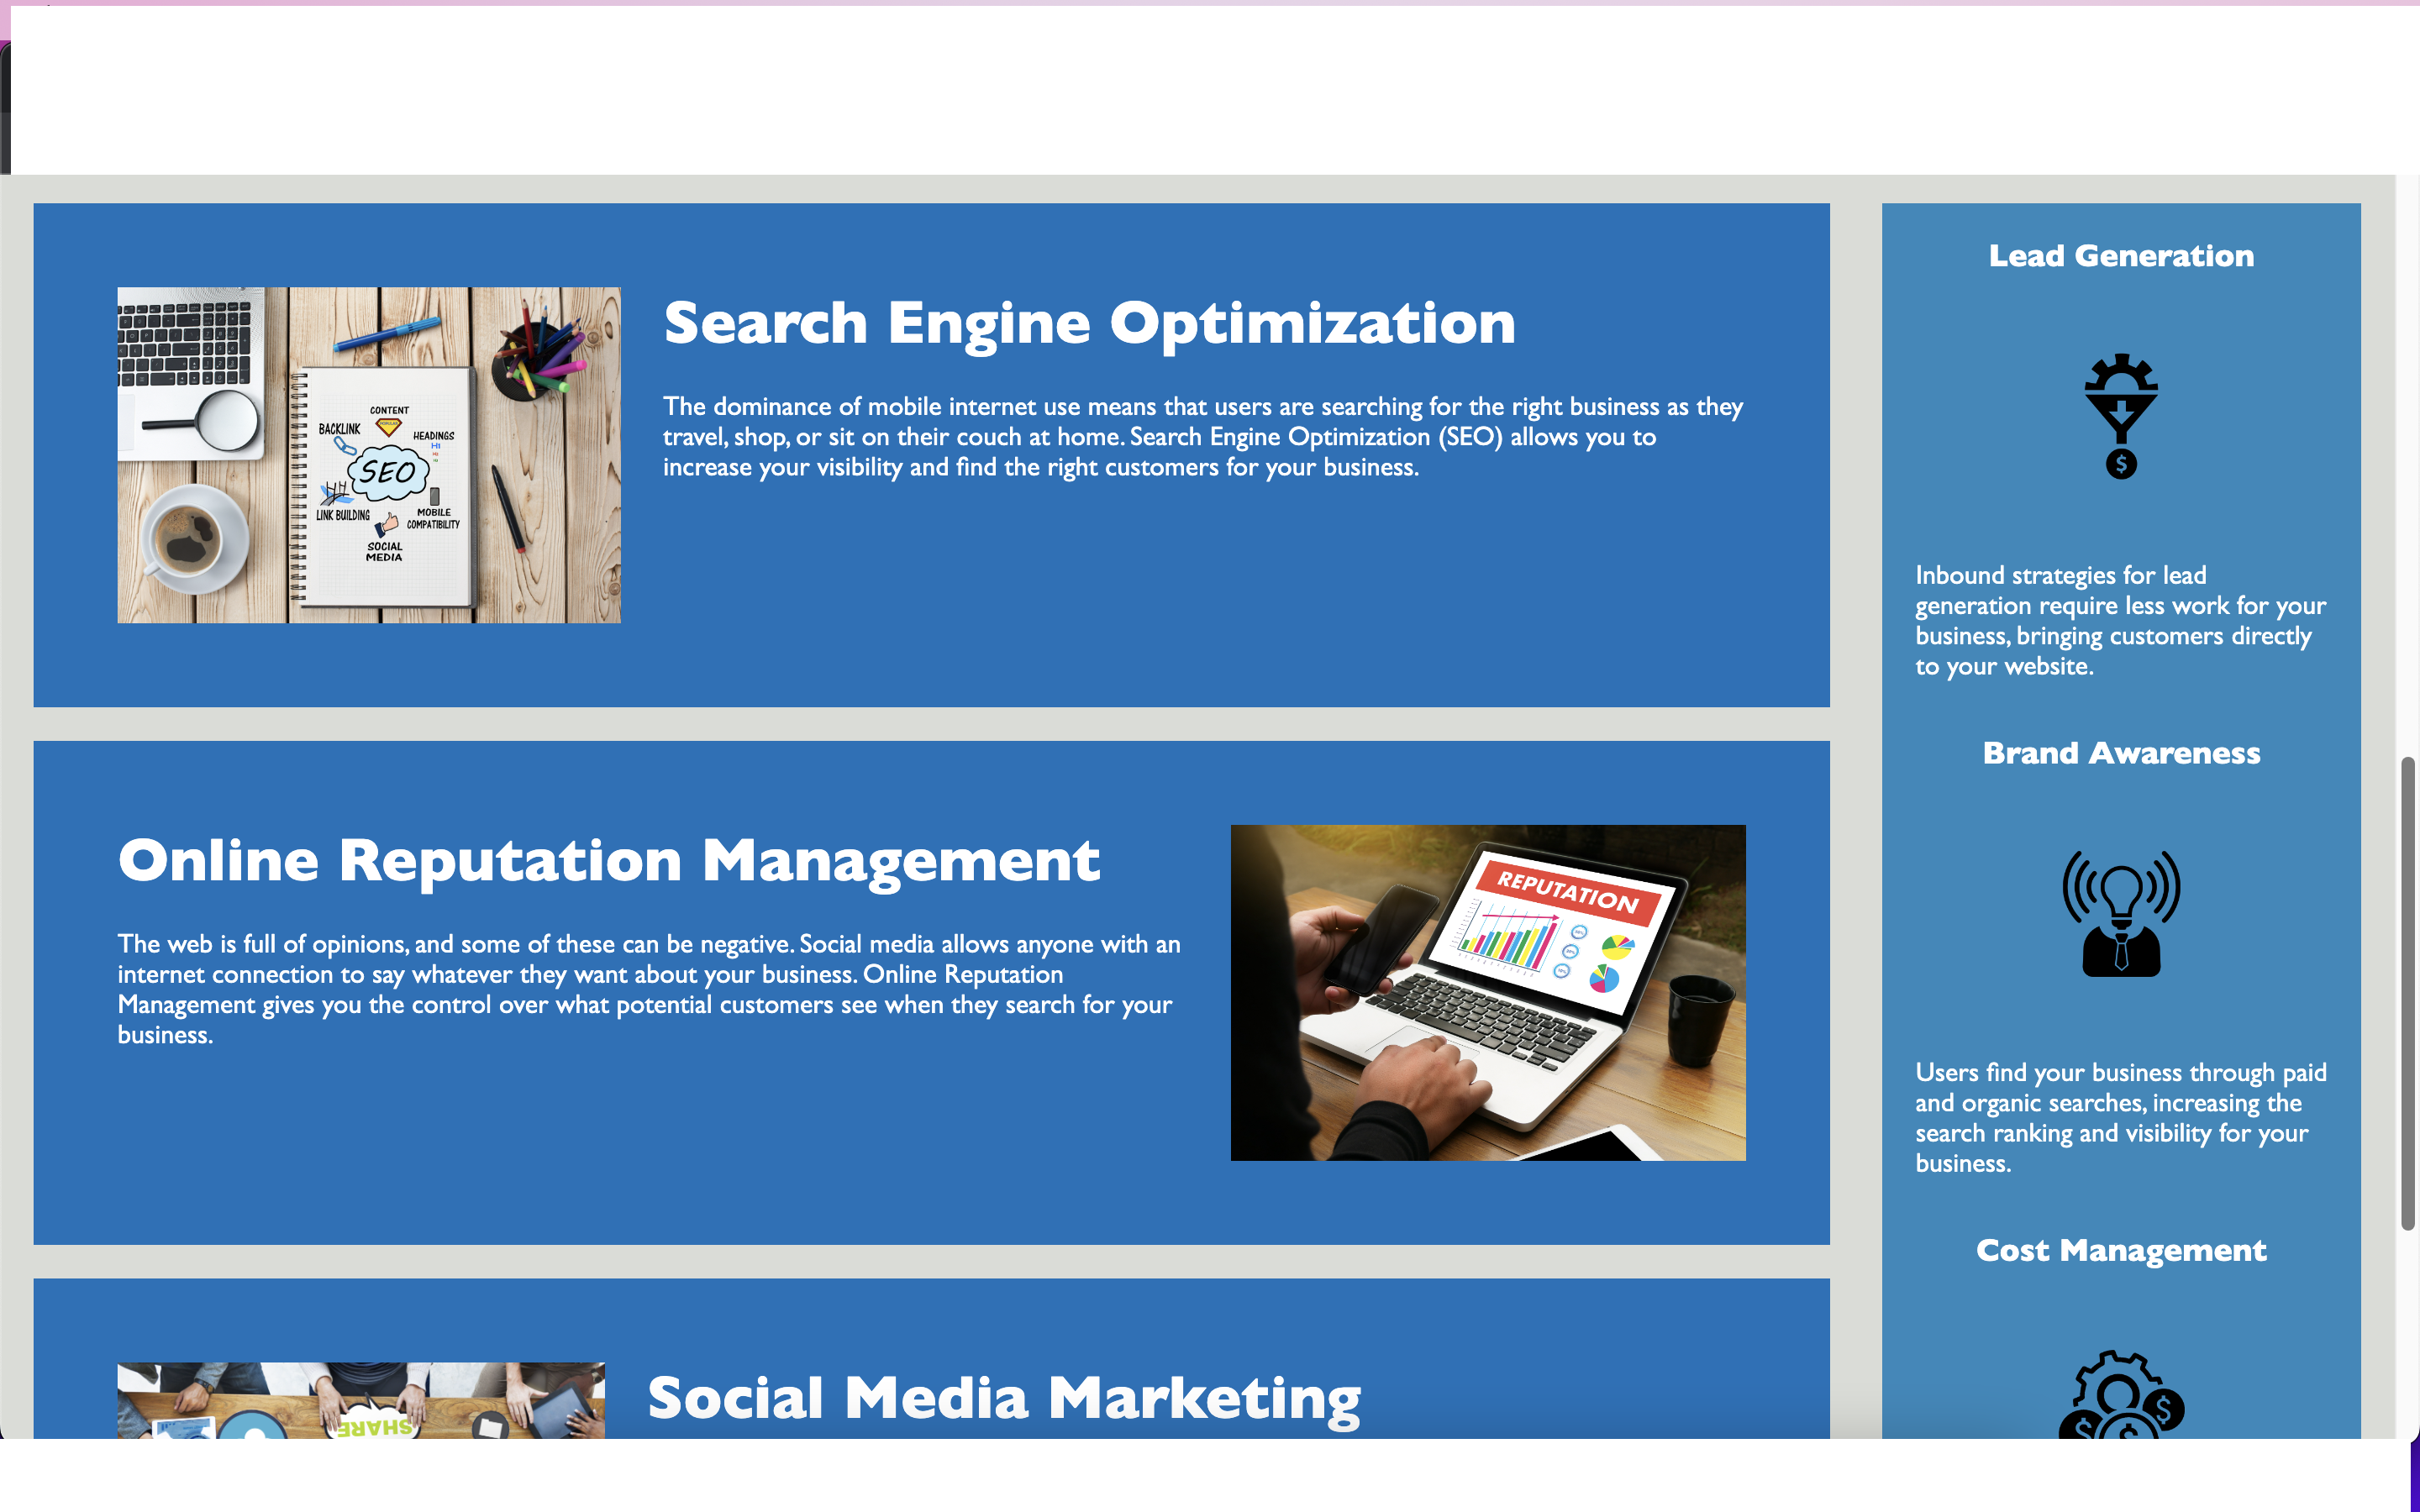 Search Engine Optimization
The dominance of mobile internet use means that users are searching for the right business as they
travel, shop, or sit on their couch at home. Search Engine Optimization (SEO) allows you to
increase your visibility and find the right customers for your business.
CONTENT
BACKLINK
HEADINGS
H1
SEO
LINK BUILDING
MOBILE
COMPATIBILITY
SOCIAL
MEDIA
Online Reputation Management
The web is full of opinions, and some of these can be negative. Social media allows anyone with an
internet connection to say whatever they want about your business. Online Reputation
Management gives you the control over what potential customers see when they search for your
business.
REPUTATION
Social Media Marketing
SHARE
Lead Generation
$
Inbound strategies for lead
generation require less work for your
business, bringing customers directly
to your website.
Brand Awareness
Users find your business through paid
and organic searches, increasing the
search ranking and visibility for your
business.
Cost Management
$
$
$